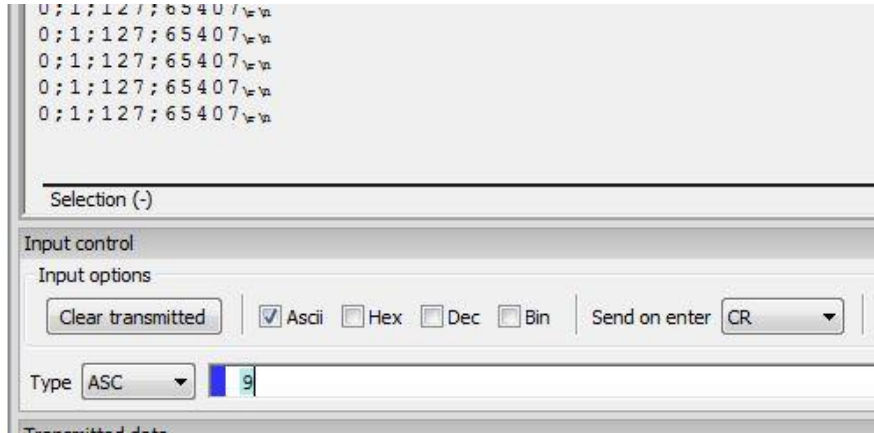 0;1;127;65407\r\n
0;1;127;65407\r\n
0;1;127;65407\r\n
0;1;127;65407\r\n
0;1;127;65407\r\n
Selection (-)
Input control
Input options
Clear transmitted Ascii Hex Dec Bin Send on enter CR
Type ASC 9
Transmitted data